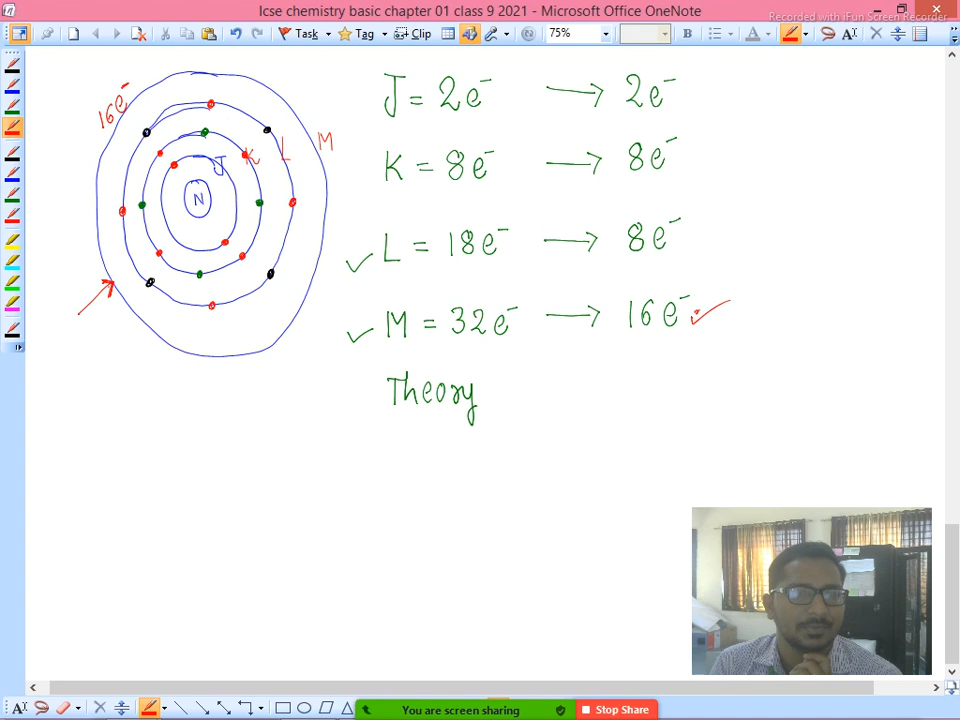 Icse chemistry basic chapter 01 class 9 2021 - Microsoft Office OneNote
Recorded with iFun Screen Recorder
Task Tag Clip 75% B A
16e⁻
J K L M
N
J = 2e⁻ → 2e⁻
K = 8e⁻ → 8e⁻
✓ L = 18e⁻ → 8e⁻
✓ M = 32e⁻ → 16e⁻ ✓
Theory
You are screen sharing Stop Share